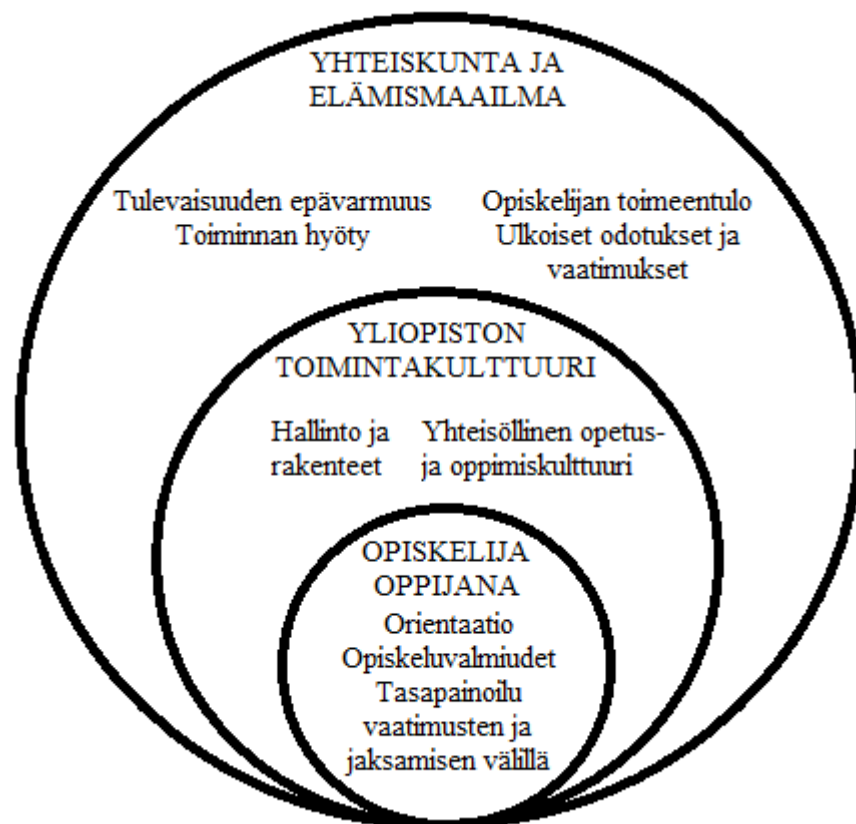 YHTEISKUNTA JA
ELÄMISMAAILMA
Tulevaisuuden epävarmuus
Toiminnan hyöty
Opiskelijan toimeentulo
Ulkoiset odotukset ja
vaatimukset
YLIOPISTON
TOIMINTAKULTTUURI
Hallinto ja
rakenteet
Yhteisöllinen opetus-
ja oppimiskulttuuri
OPISKELIJA
OPPIJANA
Orientaatio
Opiskeluvalmiudet
Tasapainoilu
vaatimusten ja
jaksamisen välillä